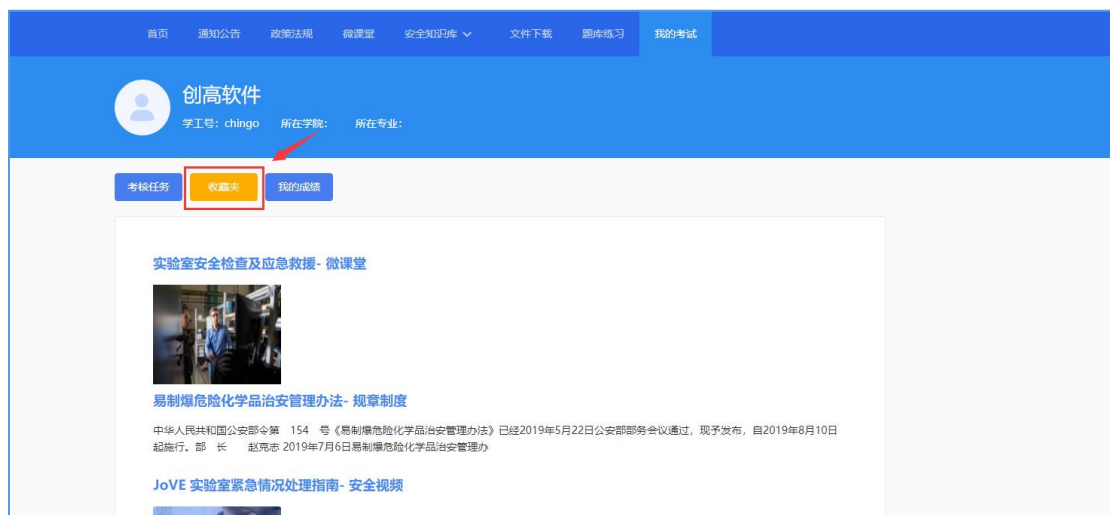 首页 通知公告 政策法规 微课堂 安全知识库 文件下载 题库练习 我的考试
创高软件
学工号: chingo 所在学院: 所在专业:
考核任务 收藏夹 我的成绩
实验室安全检查及应急救援- 微课堂
易制爆危险化学品治安管理办法- 规章制度
中华人民共和国公安部令第 154 号《易制爆危险化学品治安管理办法》已经2019年5月22日公安部部务会议通过，现予发布，自2019年8月10日
起施行。部 长 赵克志 2019年7月6日易制爆危险化学品治安管理办
JoVE 实验室紧急情况处理指南- 安全视频